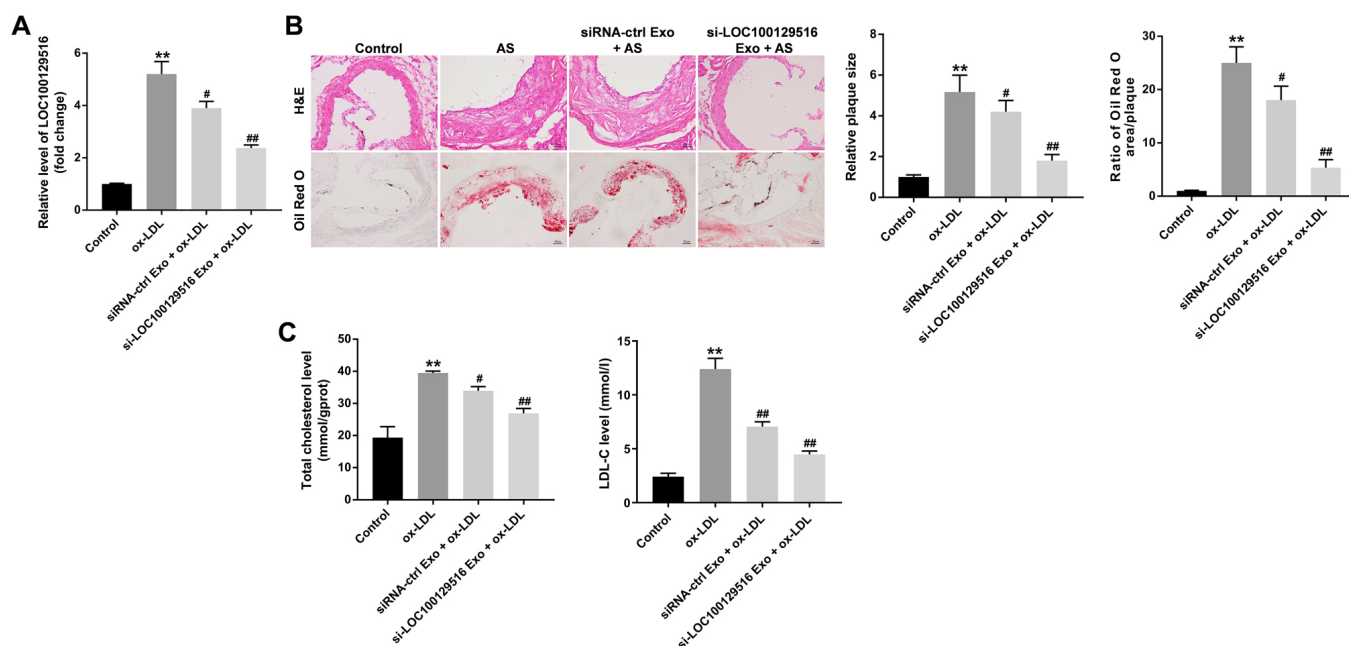 A
Relative level of LOC100129516
(fold change)
8
6
4
2
0
**
#
##
Control
ox-LDL
siRNA-ctrl Exo + ox-LDL
si-LOC100129516 Exo + ox-LDL
B
Control
AS
siRNA-ctrl Exo
+ AS
si-LOC100129516
Exo + AS
H&E
Oil Red O
Relative plaque size
8
6
4
2
0
**
#
##
Control
ox-LDL
siRNA-ctrl Exo + ox-LDL
si-LOC100129516 Exo + ox-LDL
Ratio of Oil Red O
area/plaque
30
20
10
0
**
#
##
Control
ox-LDL
siRNA-ctrl Exo + ox-LDL
si-LOC100129516 Exo + ox-LDL
C
Total cholesterol level
(mmol/gprot)
50
40
30
20
10
0
**
#
##
Control
ox-LDL
siRNA-ctrl Exo + ox-LDL
si-LOC100129516 Exo + ox-LDL
LDL-C level (mmol/l)
15
10
5
0
**
##
##
Control
ox-LDL
siRNA-ctrl Exo + ox-LDL
si-LOC100129516 Exo + ox-LDL